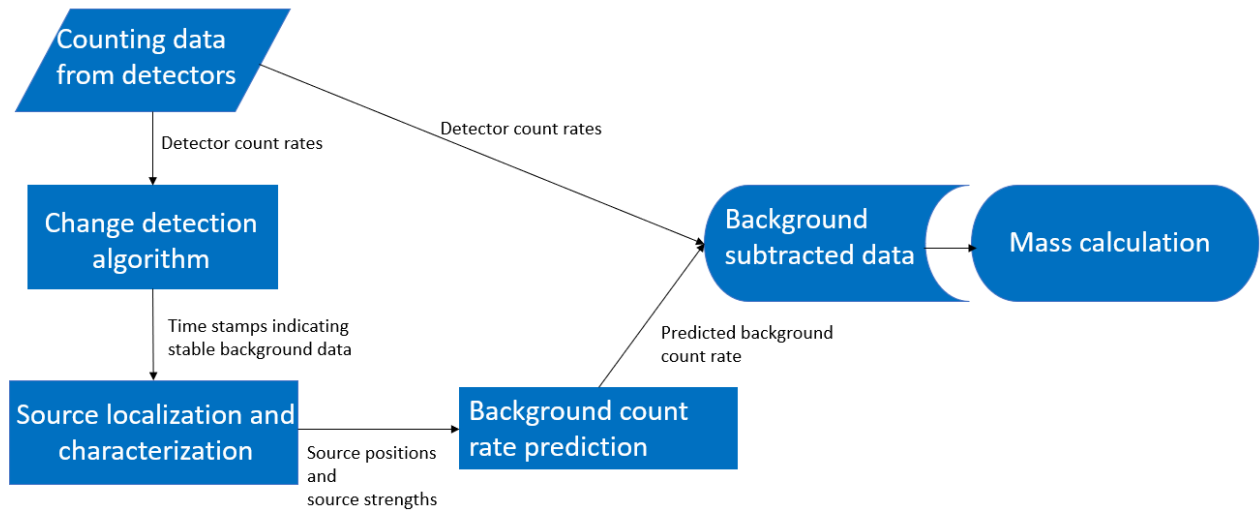 Counting data
from detectors
Detector count rates
Detector count rates
Change detection
algorithm
Background
subtracted data
Mass calculation
Time stamps indicating
stable background data
Predicted background
count rate
Source localization and
characterization
Background count
rate prediction
Source positions
and
source strengths